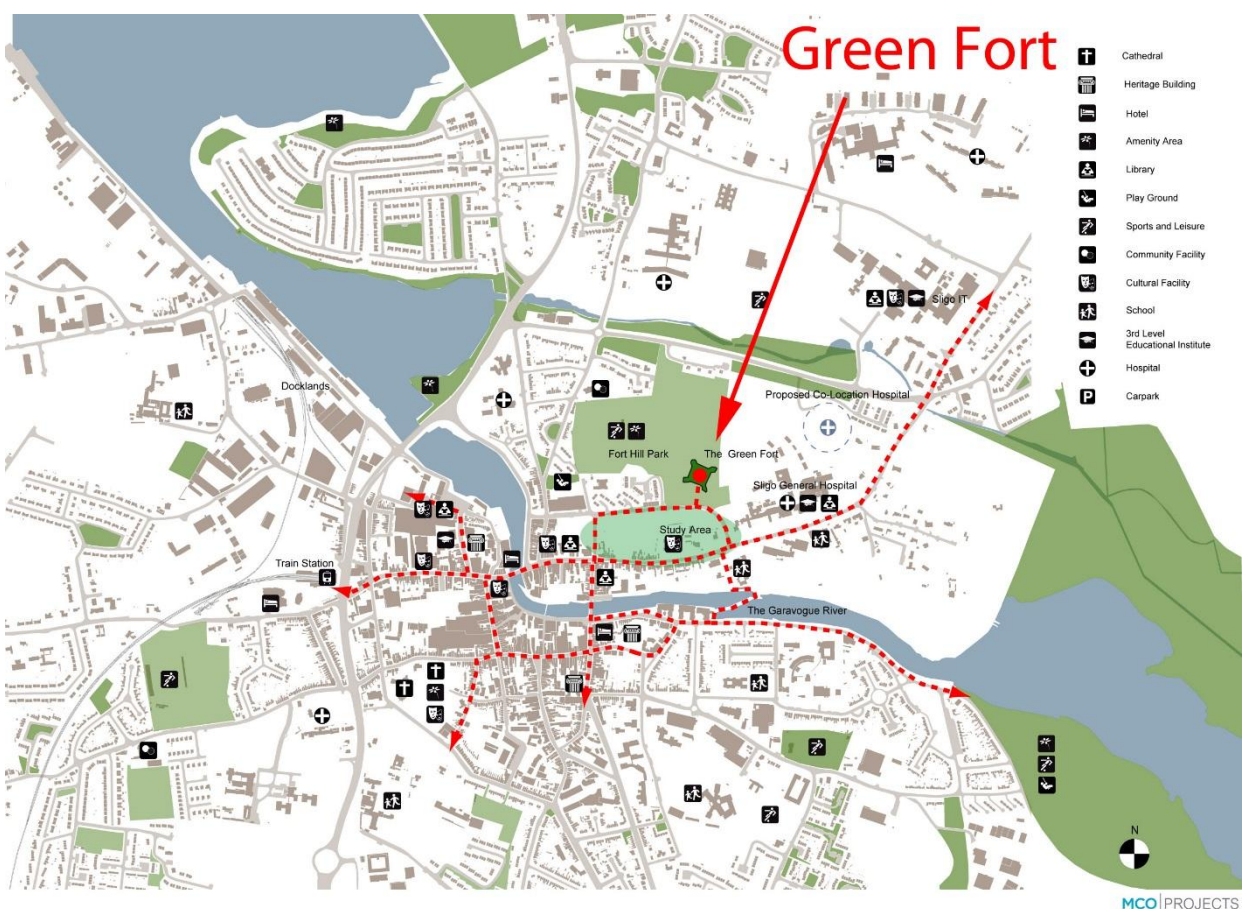 Green Fort
Cathedral
Heritage Building
Hotel
Amenity Area
Library
Play Ground
Sports and Leisure
Community Facility
Cultural Facility
School
3rd Level
Educational Institute
Hospital
P
Carpark
Sligo IT
Docklands
Proposed Co-Location Hospital
Fort Hill Park
The Green Fort
Sligo General Hospital
Study Area
Train Station
The Garavogue River
N
MCO|PROJECTS